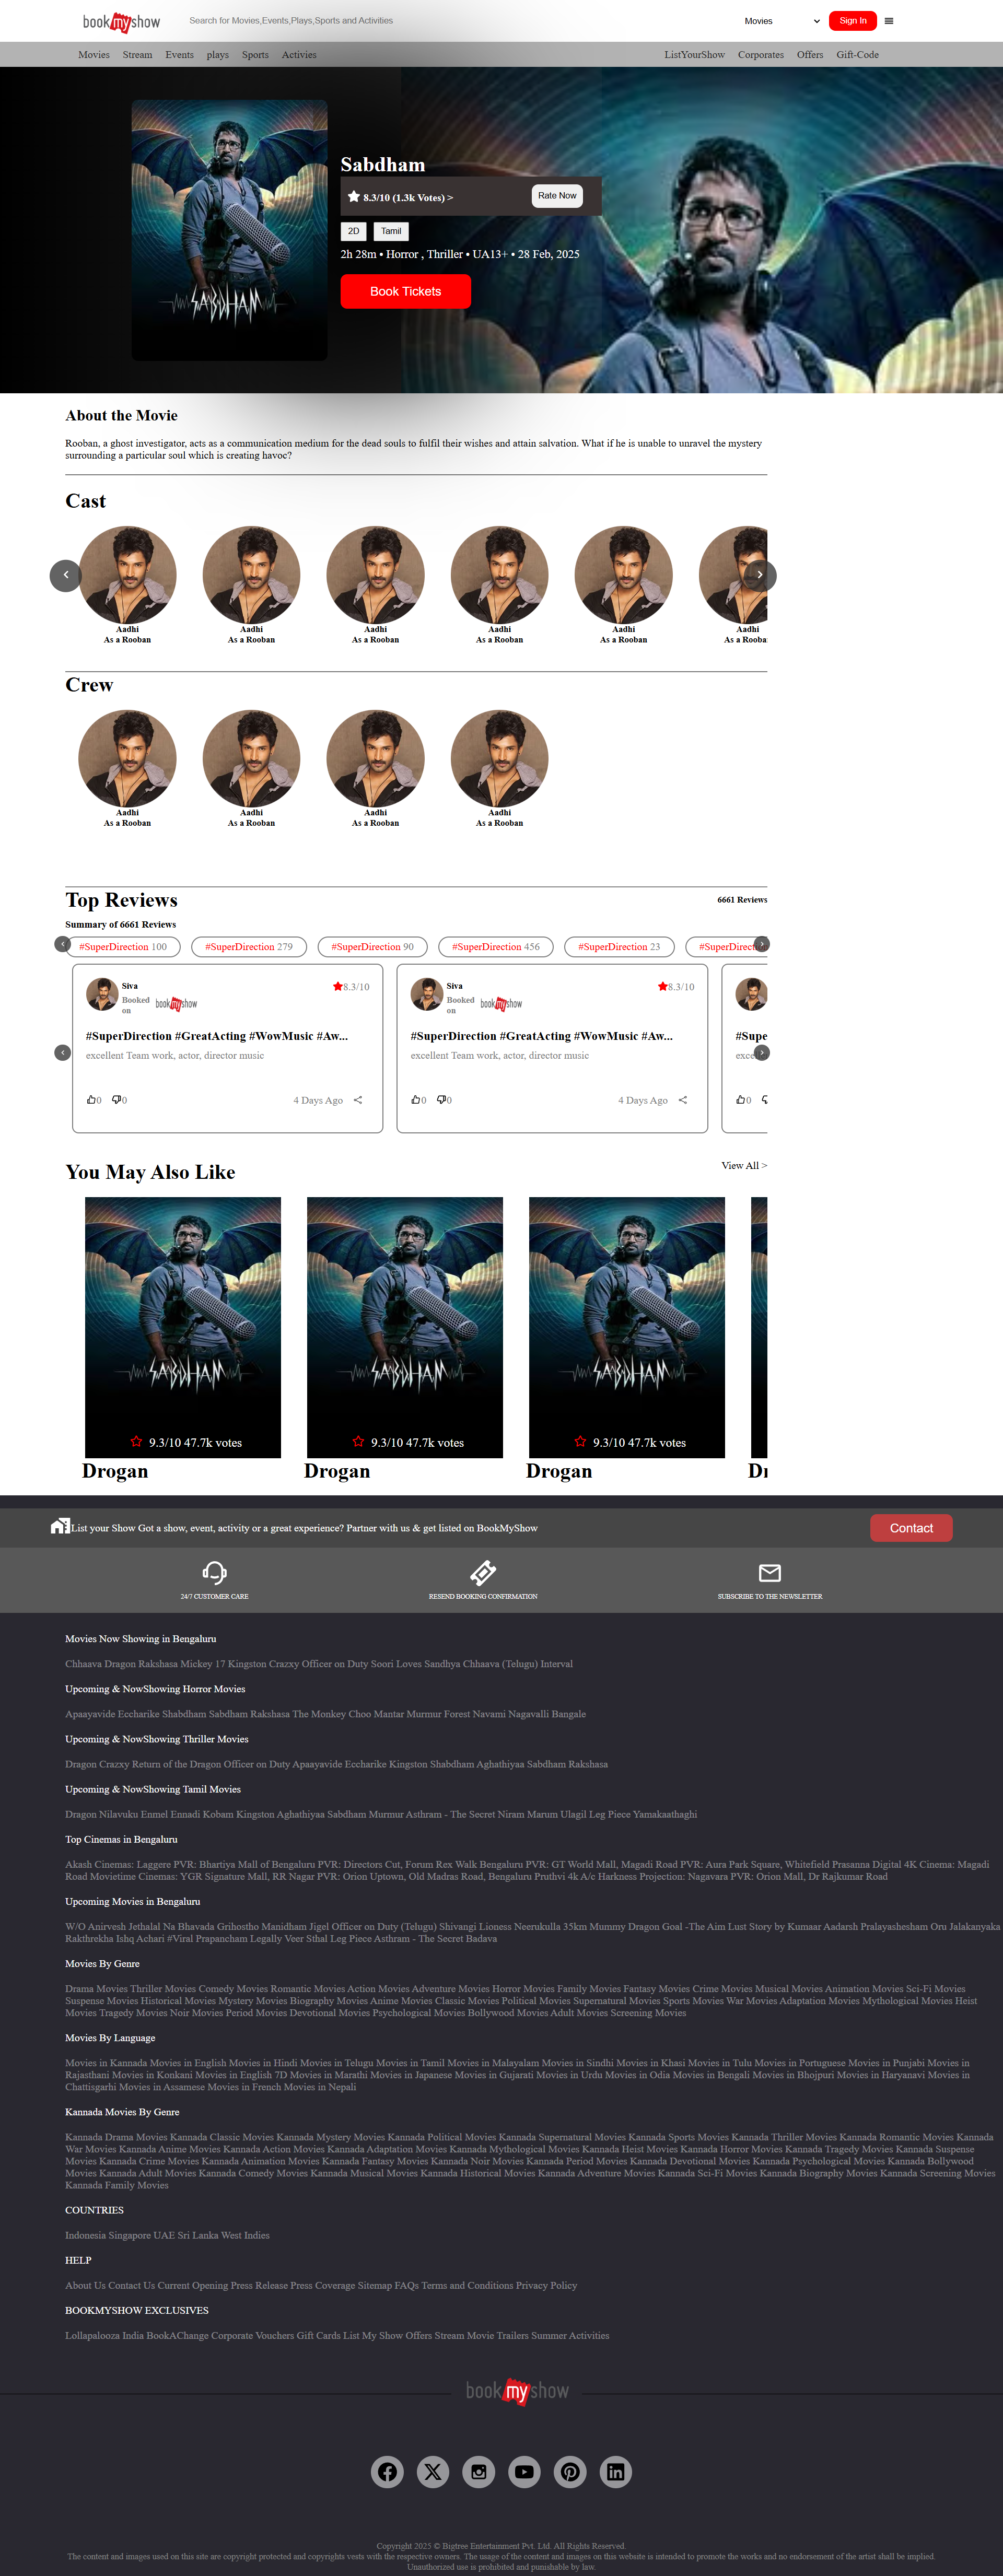 bookmyshow
Search for Movies,Events,Plays,Sports and Activities
Movies
Sign In
Movies Stream Events plays Sports Activies
ListYourShow Corporates Offers Gift-Code
SABDHAM
Sabdham
8.3/10 (1.3k Votes) >
Rate Now
2D Tamil
2h 28m • Horror , Thriller • UA13+ • 28 Feb, 2025
Book Tickets
About the Movie
Rooban, a ghost investigator, acts as a communication medium for the dead souls to fulfil their wishes and attain salvation. What if he is unable to unravel the mystery
surrounding a particular soul which is creating havoc?
Cast
Aadhi Aadhi Aadhi Aadhi Aadhi Aadhi
As a Rooban As a Rooban As a Rooban As a Rooban As a Rooban As a Rooba
Crew
Aadhi Aadhi Aadhi Aadhi
As a Rooban As a Rooban As a Rooban As a Rooban
Top Reviews
6661 Reviews
Summary of 6661 Reviews
#SuperDirection 100 #SuperDirection 279 #SuperDirection 90 #SuperDirection 456 #SuperDirection 23 #SuperDirection
Siva
8.3/10
Booked
on
bookmyshow
#SuperDirection #GreatActing #WowMusic #Aw...
excellent Team work, actor, director music
0 0 4 Days Ago
Siva
8.3/10
Booked
on
bookmyshow
#SuperDirection #GreatActing #WowMusic #Aw...
excellent Team work, actor, director music
0 0 4 Days Ago
#Supe
exce
0
You May Also Like
View All >
SABDHAM SABDHAM SABDHAM
9.3/10 47.7k votes 9.3/10 47.7k votes 9.3/10 47.7k votes
Drogan Drogan Drogan Dr
List your Show Got a show, event, activity or a great experience? Partner with us & get listed on BookMyShow
Contact
24/7 CUSTOMER CARE
RESEND BOOKING CONFIRMATION
SUBSCRIBE TO THE NEWSLETTER
Movies Now Showing in Bengaluru
Chhaava Dragon Rakshasa Mickey 17 Kingston Crazxy Officer on Duty Soori Loves Sandhya Chhaava (Telugu) Interval
Upcoming & NowShowing Horror Movies
Apaayavide Eccharike Shabdham Sabdham Rakshasa The Monkey Choo Mantar Murmur Forest Navami Nagavalli Bangale
Upcoming & NowShowing Thriller Movies
Dragon Crazxy Return of the Dragon Officer on Duty Apaayavide Eccharike Kingston Shabdham Aghathiyaa Sabdham Rakshasa
Upcoming & NowShowing Tamil Movies
Dragon Nilavuku Enmel Ennadi Kobam Kingston Aghathiyaa Sabdham Murmur Asthram - The Secret Niram Marum Ulagil Leg Piece Yamakaathaghi
Top Cinemas in Bengaluru
Akash Cinemas: Laggere PVR: Bhartiya Mall of Bengaluru PVR: Directors Cut, Forum Rex Walk Bengaluru PVR: GT World Mall, Magadi Road PVR: Aura Park Square, Whitefield Prasanna Digital 4K Cinema: Magadi
Road Movietime Cinemas: YGR Signature Mall, RR Nagar PVR: Orion Uptown, Old Madras Road, Bengaluru Pruthvi 4k A/c Harkness Projection: Nagavara PVR: Orion Mall, Dr Rajkumar Road
Upcoming Movies in Bengaluru
W/O Anirvesh Jethalal Na Bhavada Grihostho Manidham Jigel Officer on Duty (Telugu) Shivangi Lioness Neerukulla 35km Mummy Dragon Goal -The Aim Lust Story by Kumaar Aadarsh Pralayashesham Oru Jalakanyaka
Rakthrekha Ishq Achari #Viral Prapancham Legally Veer Sthal Leg Piece Asthram - The Secret Badava
Movies By Genre
Drama Movies Thriller Movies Comedy Movies Romantic Movies Action Movies Adventure Movies Horror Movies Family Movies Fantasy Movies Crime Movies Musical Movies Animation Movies Sci-Fi Movies
Suspense Movies Historical Movies Mystery Movies Biography Movies Anime Movies Classic Movies Political Movies Supernatural Movies Sports Movies War Movies Adaptation Movies Mythological Movies Heist
Movies Tragedy Movies Noir Movies Period Movies Devotional Movies Psychological Movies Bollywood Movies Adult Movies Screening Movies
Movies By Language
Movies in Kannada Movies in English Movies in Hindi Movies in Telugu Movies in Tamil Movies in Malayalam Movies in Sindhi Movies in Khasi Movies in Tulu Movies in Portuguese Movies in Punjabi Movies in
Rajasthani Movies in Konkani Movies in English 7D Movies in Marathi Movies in Japanese Movies in Gujarati Movies in Urdu Movies in Odia Movies in Bengali Movies in Bhojpuri Movies in Haryanavi Movies in
Chattisgarhi Movies in Assamese Movies in French Movies in Nepali
Kannada Movies By Genre
Kannada Drama Movies Kannada Classic Movies Kannada Mystery Movies Kannada Political Movies Kannada Supernatural Movies Kannada Sports Movies Kannada Thriller Movies Kannada Romantic Movies Kannada
War Movies Kannada Anime Movies Kannada Action Movies Kannada Adaptation Movies Kannada Mythological Movies Kannada Heist Movies Kannada Horror Movies Kannada Tragedy Movies Kannada Suspense
Movies Kannada Crime Movies Kannada Animation Movies Kannada Fantasy Movies Kannada Noir Movies Kannada Period Movies Kannada Devotional Movies Kannada Psychological Movies Kannada Bollywood
Movies Kannada Adult Movies Kannada Comedy Movies Kannada Musical Movies Kannada Historical Movies Kannada Adventure Movies Kannada Sci-Fi Movies Kannada Biography Movies Kannada Screening Movies
Kannada Family Movies
COUNTRIES
Indonesia Singapore UAE Sri Lanka West Indies
HELP
About Us Contact Us Current Opening Press Release Press Coverage Sitemap FAQs Terms and Conditions Privacy Policy
BOOKMYSHOW EXCLUSIVES
Lollapalooza India BookAChange Corporate Vouchers Gift Cards List My Show Offers Stream Movie Trailers Summer Activities
bookmyshow
Copyright 2025 © Bigtree Entertainment Pvt. Ltd. All Rights Reserved.
The content and images used on this site are copyright protected and copyrights vests with the respective owners. The usage of the content and images on this website is intended to promote the works and no endorsement of the artist shall be implied.
Unauthorized use is prohibited and punishable by law.